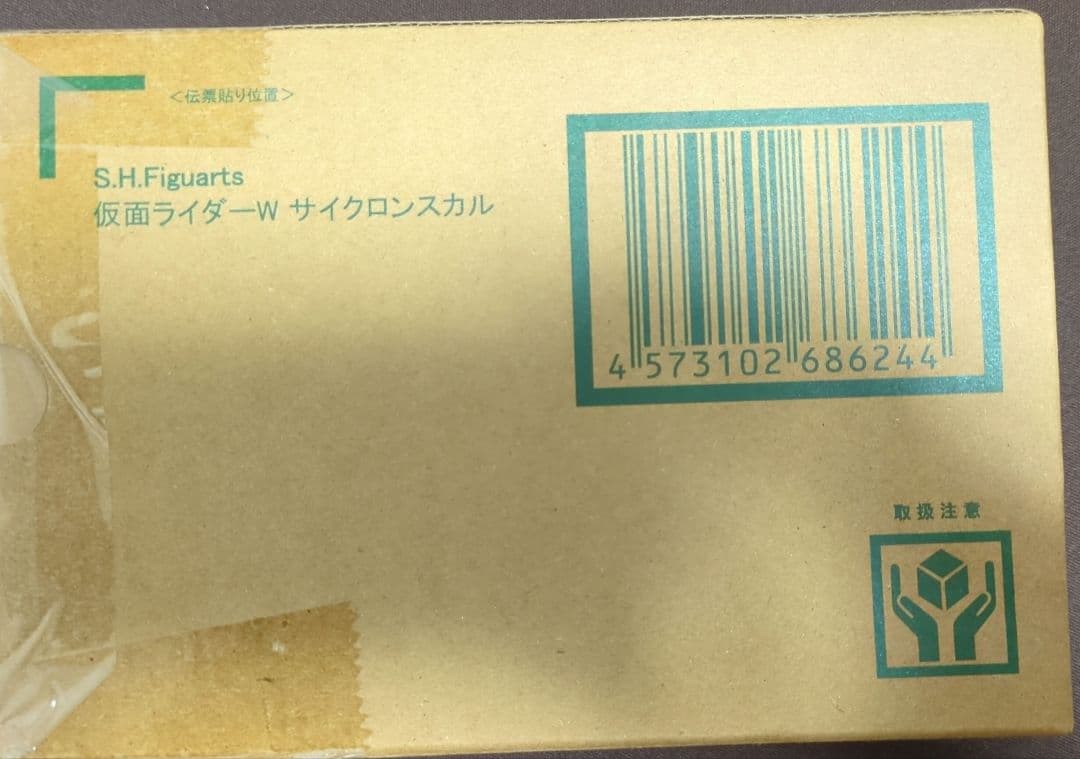 ＜伝票貼り位置＞
S.H.Figuarts
仮面ライダーW サイクロンスカル
4 573102 686244
取扱注意